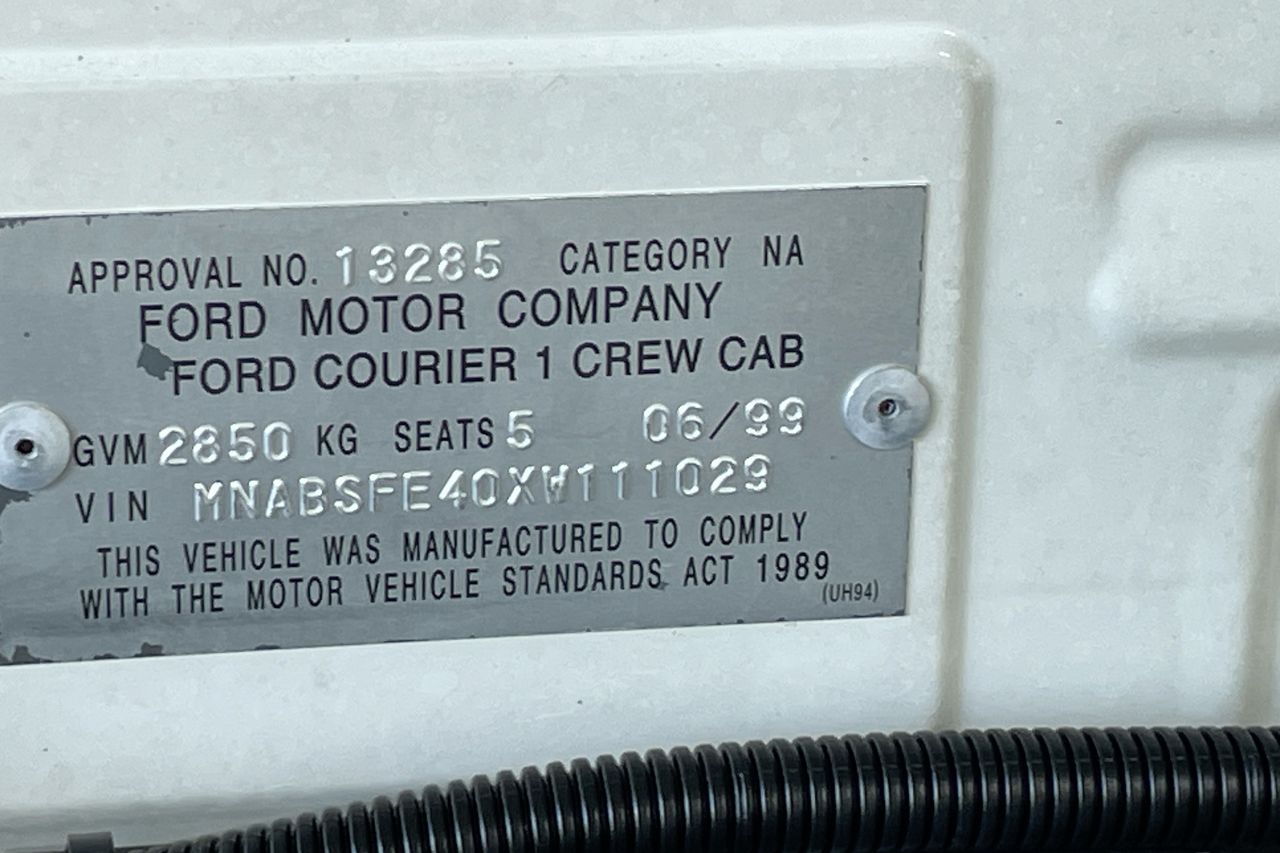 APPROVAL NO. 13285 CATEGORY NA
FORD MOTOR COMPANY
FORD COURIER 1 CREW CAB
GVM 2850 KG SEATS 5 06/99
VIN MNABSFE40XW111029
THIS VEHICLE WAS MANUFACTURED TO COMPLY
WITH THE MOTOR VEHICLE STANDARDS ACT 1989
(UH94)